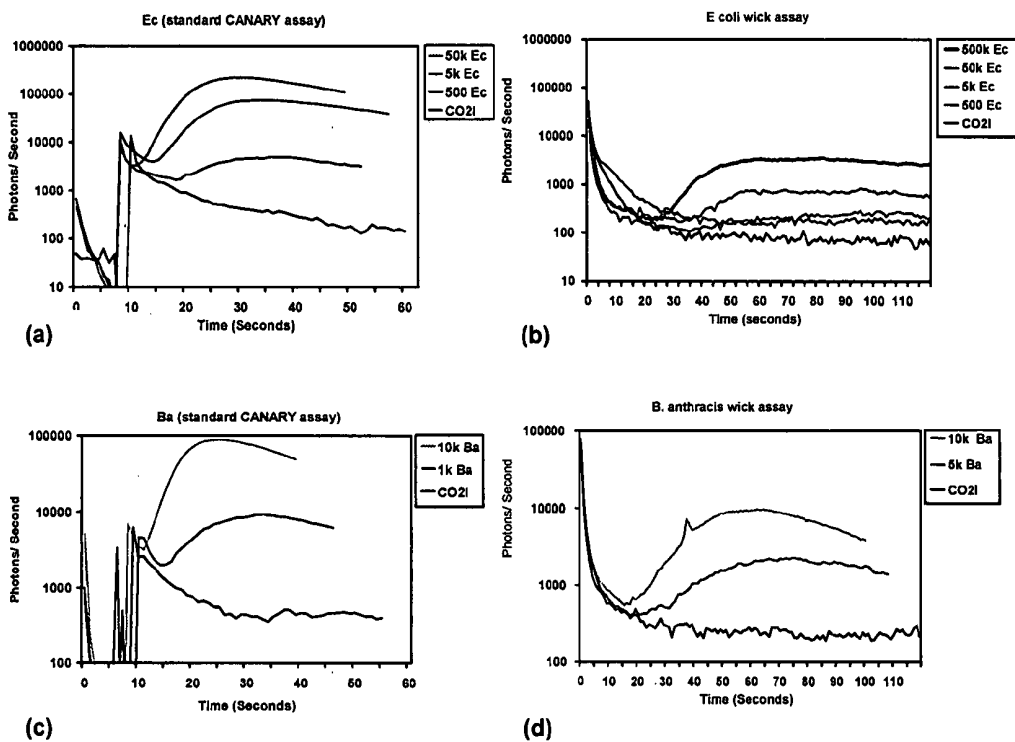 Ec (standard CANARY assay)
1000000
100000
10000
1000
100
10
Photons/ Second
0 10 20 30 40 50 60
Time (Seconds)
50k Ec
5k Ec
500 Ec
CO2I
(a)
E coli wick assay
1000000
100000
10000
1000
100
10
Photons/ Second
0 10 20 30 40 50 60 70 80 90 100 110
Time (seconds)
500k Ec
50k Ec
5k Ec
500 Ec
CO2I
(b)
Ba (standard CANARY assay)
100000
10000
1000
100
Photons/ Second
0 10 20 30 40 50 60
Time (Seconds)
10k Ba
1k Ba
CO2I
(c)
B. anthracis wick assay
100000
10000
1000
100
Photons/ Second
0 10 20 30 40 50 60 70 80 90 100 110
Time (Seconds)
10k Ba
5k Ba
CO2I
(d)